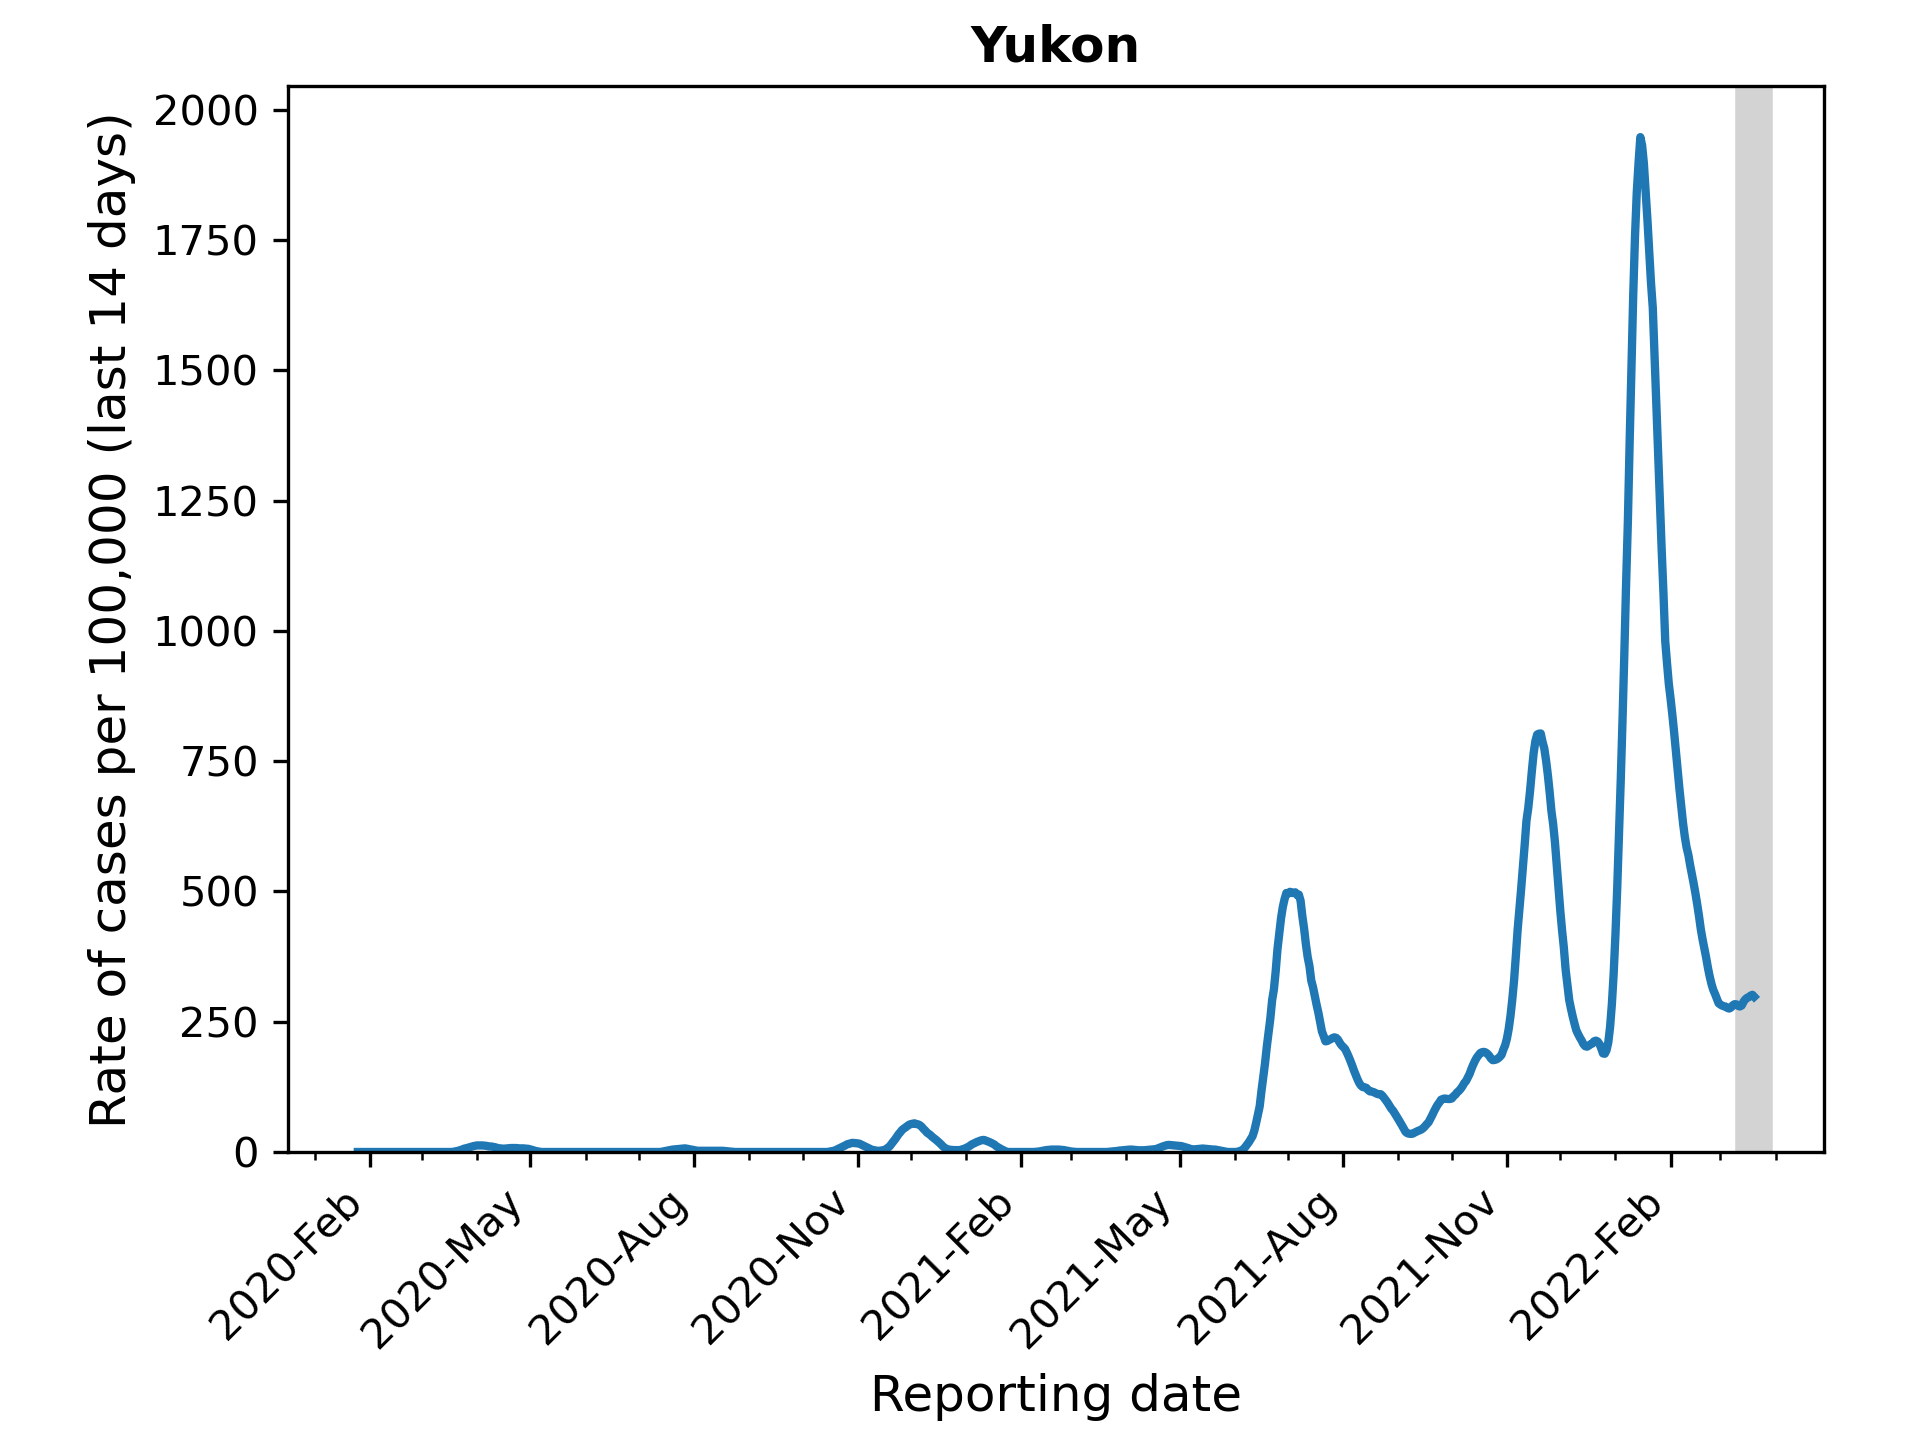 Yukon
Rate of cases per 100,000 (last 14 days)
2000
1750
1500
1250
1000
750
500
250
0
2020-Feb
2020-May
2020-Aug
2020-Nov
2021-Feb
2021-May
2021-Aug
2021-Nov
2022-Feb
Reporting date